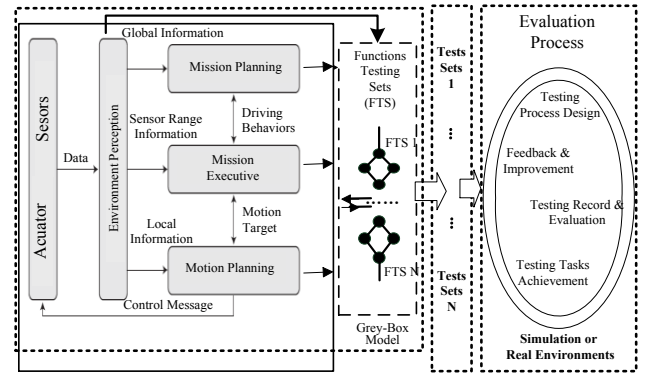 Global Information
Acuator Sesors
Data
Environment Perception
Mission Planning
Sensor Range
Information
Driving
Behaviors
Mission
Executive
Local
Information
Motion
Target
Motion Planning
Control Message
Functions
Testing
Sets
(FTS)
FTS 1
FTS N
Grey-Box
Model
Tests
Sets
1
...
...
Tests
Sets
N
Evaluation
Process
Testing
Process Design
Feedback &
Improvement
Testing Record &
Evaluation
Testing Tasks
Achievement
Simulation or
Real Environments